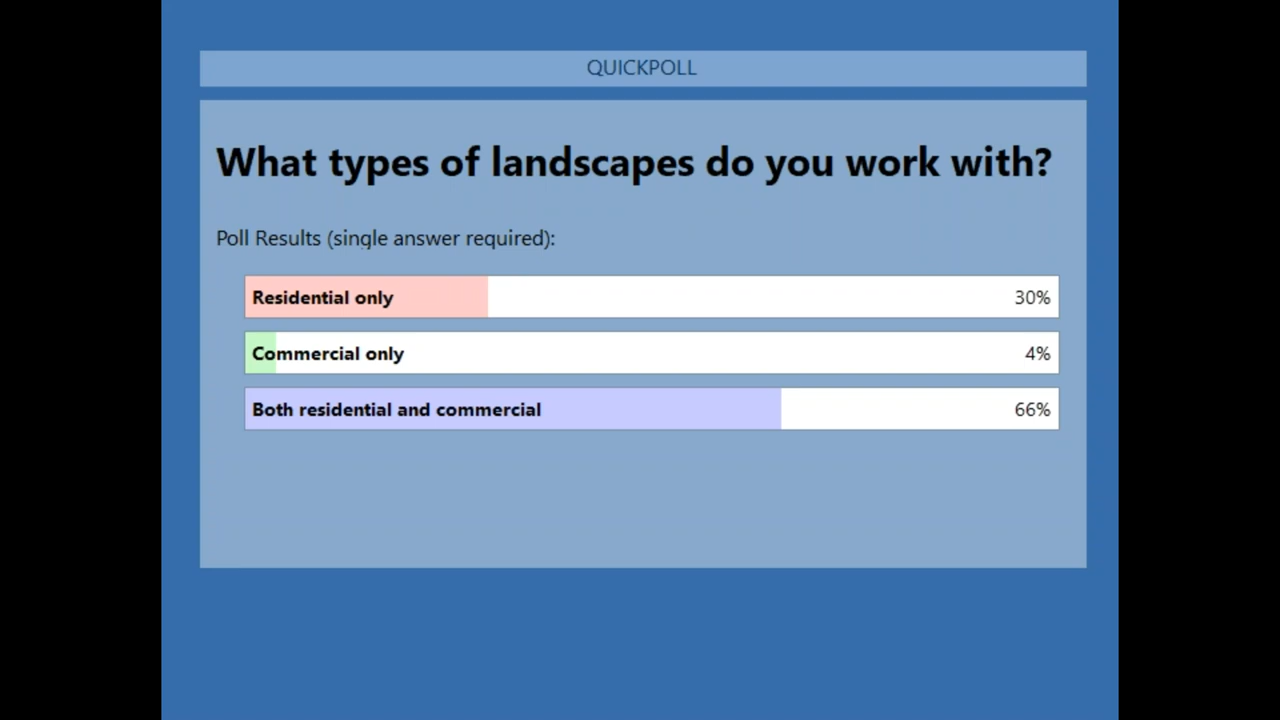 QUICKPOLL
What types of landscapes do you work with?
Poll Results (single answer required):
Residential only 30%
Commercial only 4%
Both residential and commercial 66%